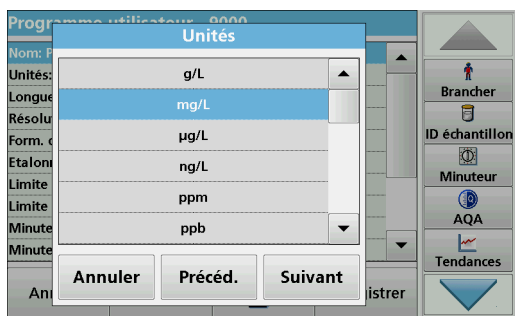 Programme utilisateur 9000
Unités
Nom: P
Unités:
Longue
Résolu
Form. c
Etalonn
Limite
Limite
Minute
Minute
g/L
mg/L
µg/L
ng/L
ppm
ppb
Annuler
Précéd.
Suivant
An
istrer
Brancher
ID échantillon
Minuteur
AQA
Tendances